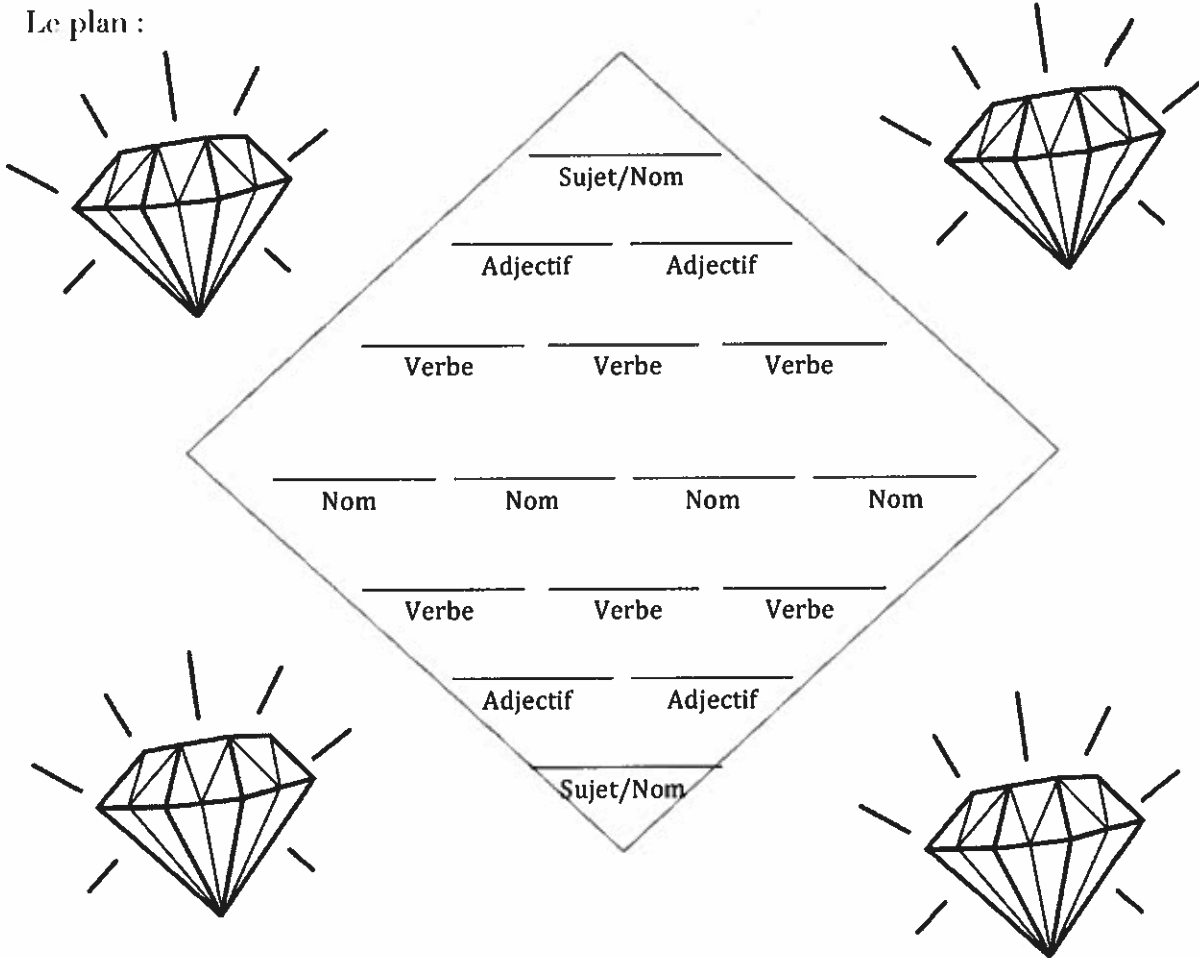 Le plan :
Sujet/Nom
Adjectif Adjectif
Verbe Verbe Verbe
Nom Nom Nom Nom
Verbe Verbe Verbe
Adjectif Adjectif
Sujet/Nom